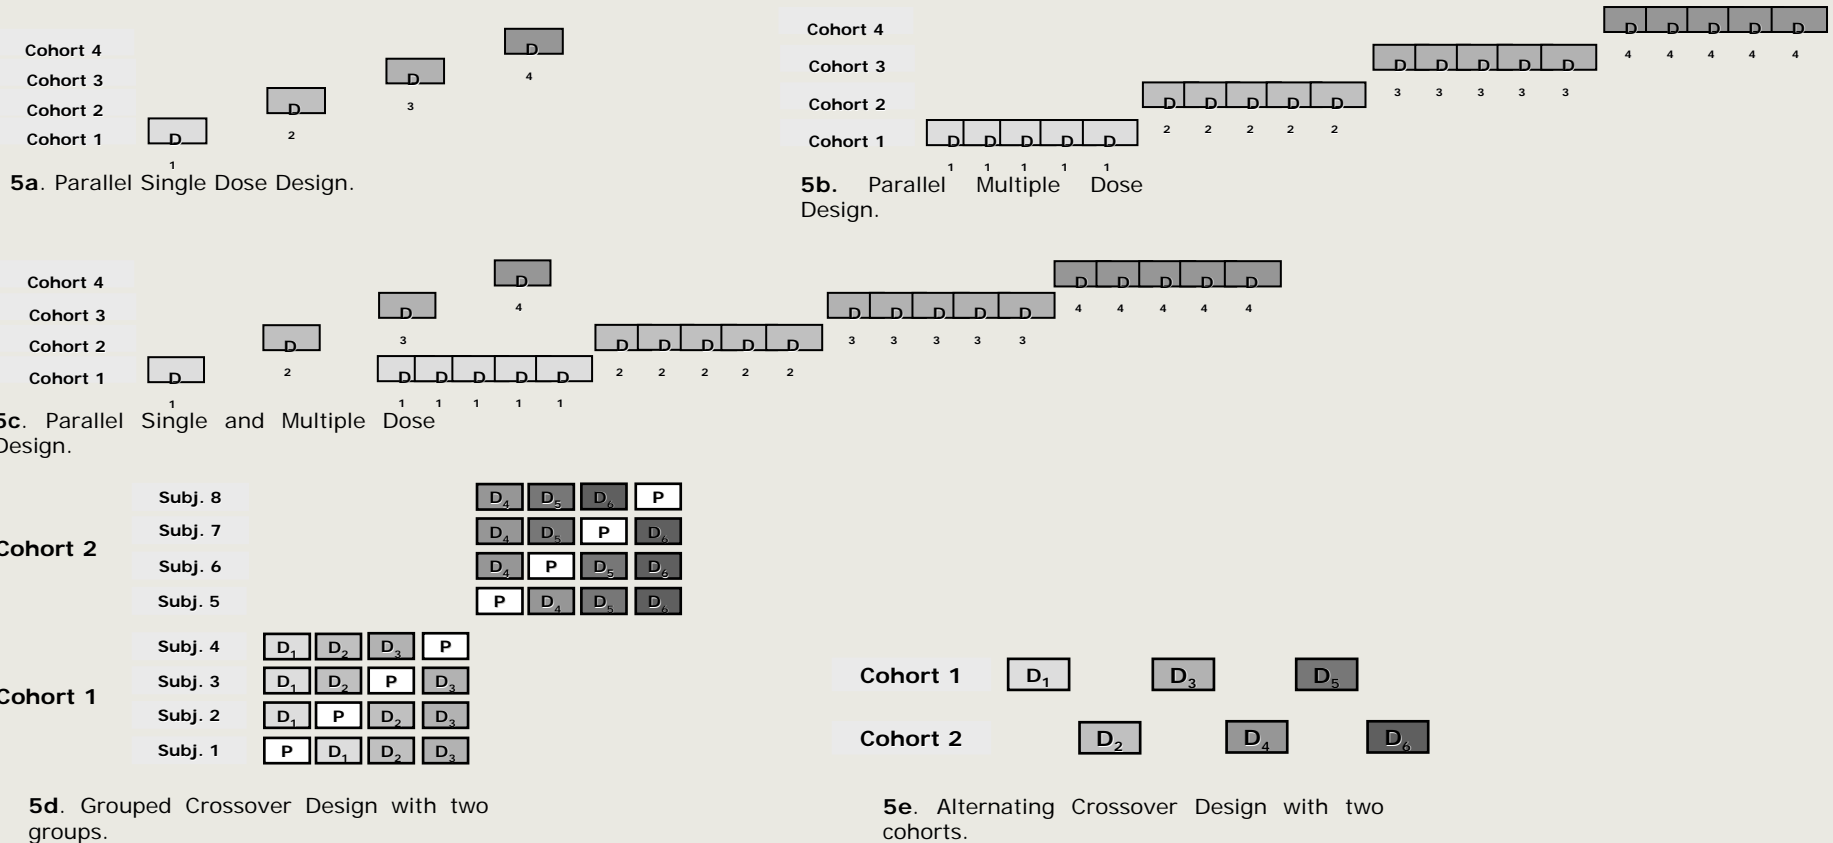 Cohort 4
D
4
Cohort 3
D
3
Cohort 2
D
2
Cohort 1
D
1
5a. Parallel Single Dose Design.
Cohort 4
D D D D D
4 4 4 4 4
Cohort 3
D D D D D
3 3 3 3 3
Cohort 2
D D D D D
2 2 2 2 2
Cohort 1
D D D D D
1 1 1 1 1
5b. Parallel Multiple Dose
Design.
Cohort 4
D D D D D D
4 4 4 4 4 4
Cohort 3
D D D D D D
3 3 3 3 3 3
Cohort 2
D D D D D D
2 2 2 2 2 2
Cohort 1
D D D D D D
1 1 1 1 1 1
5c. Parallel Single and Multiple Dose
Design.
Cohort 2
Subj. 8 D₄ D₅ D₆ P
Subj. 7 D₄ D₅ P D₆
Subj. 6 D₄ P D₅ D₆
Subj. 5 P D₄ D₅ D₆
Cohort 1
Subj. 4 D₁ D₂ D₃ P
Subj. 3 D₁ D₂ P D₃
Subj. 2 D₁ P D₂ D₃
Subj. 1 P D₁ D₂ D₃
5d. Grouped Crossover Design with two
groups.
Cohort 1 D₁ D₃ D₅
Cohort 2 D₂ D₄ D₆
5e. Alternating Crossover Design with two
cohorts.